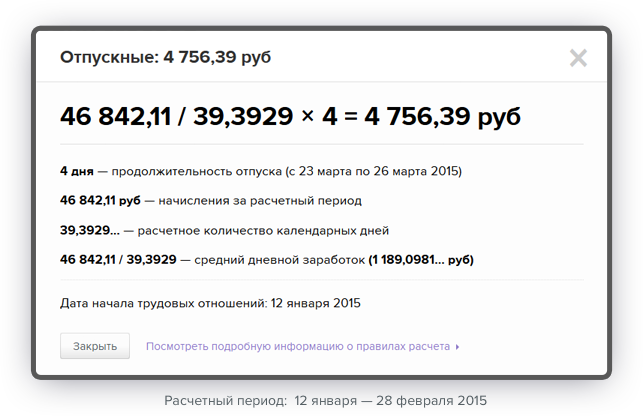 Отпускные: 4 756,39 руб
46 842,11 / 39,3929 × 4 = 4 756,39 руб
4 дня — продолжительность отпуска (с 23 марта по 26 марта 2015)
46 842,11 руб — начисления за расчетный период
39,3929... — расчетное количество календарных дней
46 842,11 / 39,3929 — средний дневной заработок (1 189,0981... руб)
Дата начала трудовых отношений: 12 января 2015
Закрыть Посмотреть подробную информацию о правилах расчета
Расчетный период: 12 января — 28 февраля 2015